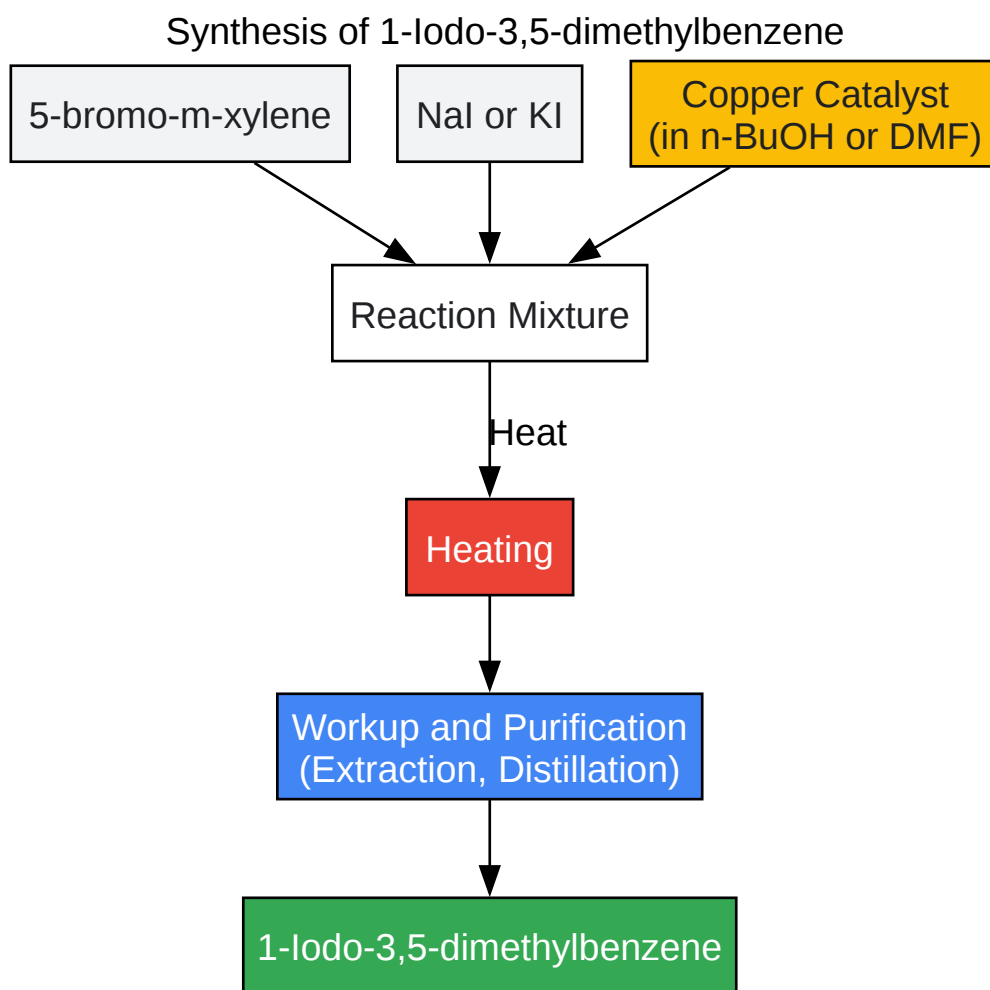 Synthesis of 1-Iodo-3,5-dimethylbenzene
5-bromo-m-xylene
NaI or KI
Copper Catalyst
(in n-BuOH or DMF)
Reaction Mixture
Heat
Heating
Workup and Purification
(Extraction, Distillation)
1-Iodo-3,5-dimethylbenzene